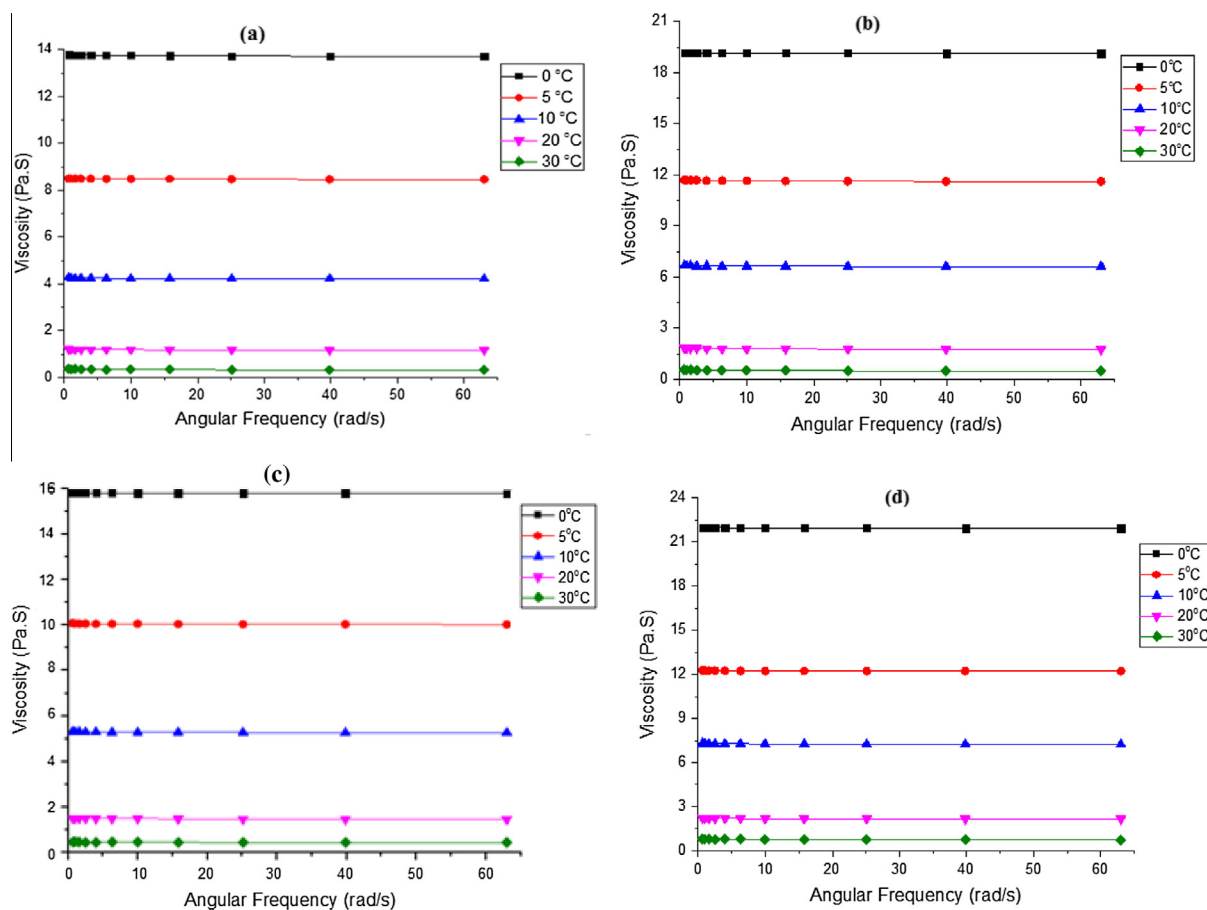 (a)
14
12
10
8
6
4
2
0
0 10 20 30 40 50 60
Viscosity (Pa.S)
Angular Frequency (rad/s)
0 °C
5 °C
10 °C
20 °C
30 °C
(b)
21
18
15
12
9
6
3
0
0 10 20 30 40 50 60
Viscosity (Pa.S)
Angular Frequency (rad/s)
0°C
5°C
10°C
20°C
30°C
(c)
16
14
12
10
8
6
4
2
0
0 10 20 30 40 50 60
Viscosity (Pa.S)
Angular Frequency (rad/s)
0°C
5°C
10°C
20°C
30°C
(d)
24
21
18
15
12
9
6
3
0
0 10 20 30 40 50 60
Viscosity (Pa.S)
Angular Frequency (rad/s)
0°C
5°C
10°C
20°C
30°C